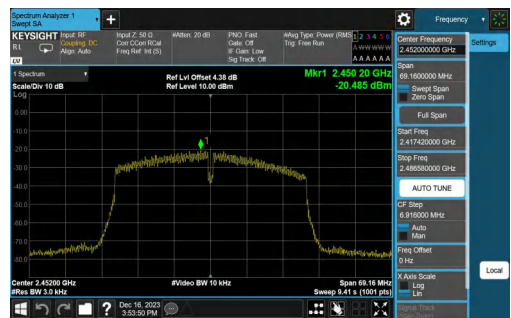 Spectrum Analyzer 1
Swept SA
+
Frequency
KEYSIGHT
RL
Input: RF
Coupling: DC
Align: Auto
Input Z: 50 Ω
Corr CCorr RCal
Freq Ref: Int (S)
#Atten: 20 dB
PNO: Fast
Gate: Off
IF Gain: Low
Sig Track: Off
#Avg Type: Power (RMS
Trig: Free Run
1 2 3 4 5 6
A W W W W W
A A A A A A
LV
1 Spectrum
Scale/Div 10 dB
Log
Ref Lvl Offset 4.38 dB
Ref Level 10.00 dBm
Mkr1 2.450 20 GHz
-20.485 dBm
0.00
-10.0
-20.0
-30.0
-40.0
-50.0
-60.0
-70.0
-80.0
1
Center 2.45200 GHz
#Res BW 3.0 kHz
#Video BW 10 kHz
Span 69.16 MHz
Sweep 9.41 s (1001 pts)
Center Frequency
2.452000000 GHz
Settings
Span
69.1600000 MHz
Swept Span
Zero Span
Full Span
Start Freq
2.417420000 GHz
Stop Freq
2.486580000 GHz
AUTO TUNE
CF Step
6.916000 MHz
Auto
Man
Freq Offset
0 Hz
X Axis Scale
Log
Lin
Local
Signal Track
?
Dec 16, 2023
3:53:50 PM